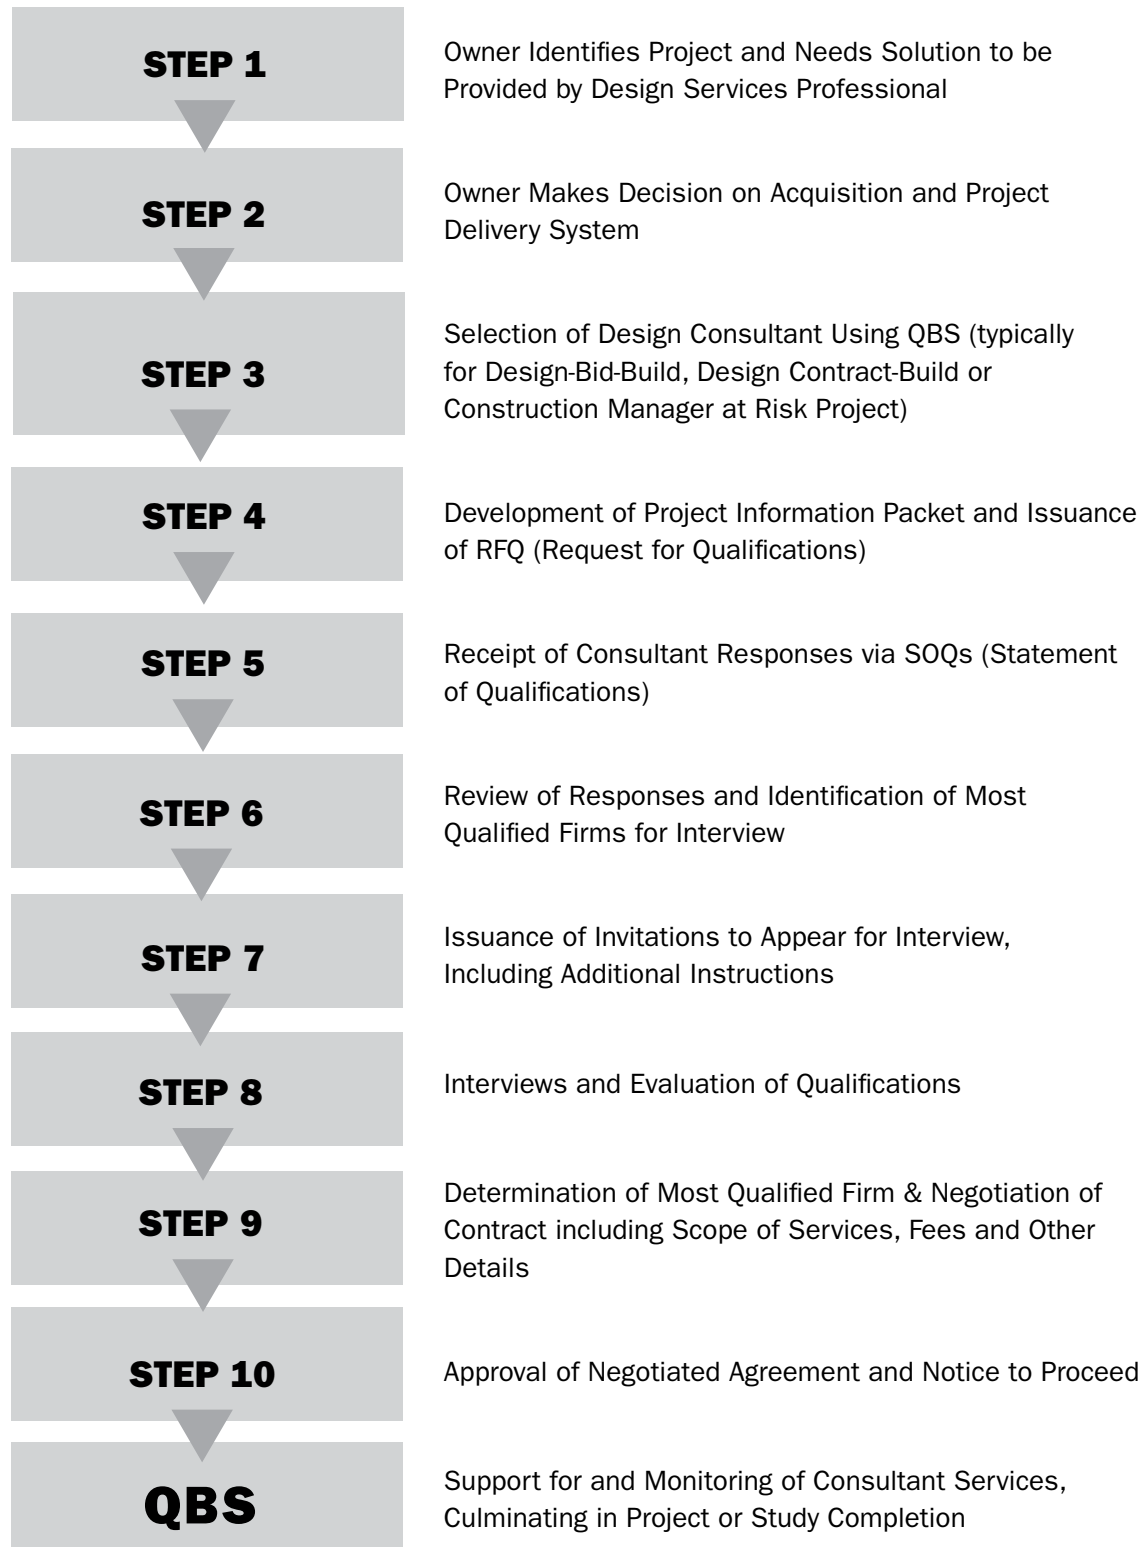 STEP 1
Owner Identifies Project and Needs Solution to be
Provided by Design Services Professional
STEP 2
Owner Makes Decision on Acquisition and Project
Delivery System
STEP 3
Selection of Design Consultant Using QBS (typically
for Design-Bid-Build, Design Contract-Build or
Construction Manager at Risk Project)
STEP 4
Development of Project Information Packet and Issuance
of RFQ (Request for Qualifications)
STEP 5
Receipt of Consultant Responses via SOQs (Statement
of Qualifications)
STEP 6
Review of Responses and Identification of Most
Qualified Firms for Interview
STEP 7
Issuance of Invitations to Appear for Interview,
Including Additional Instructions
STEP 8
Interviews and Evaluation of Qualifications
STEP 9
Determination of Most Qualified Firm & Negotiation of
Contract including Scope of Services, Fees and Other
Details
STEP 10
Approval of Negotiated Agreement and Notice to Proceed
QBS
Support for and Monitoring of Consultant Services,
Culminating in Project or Study Completion